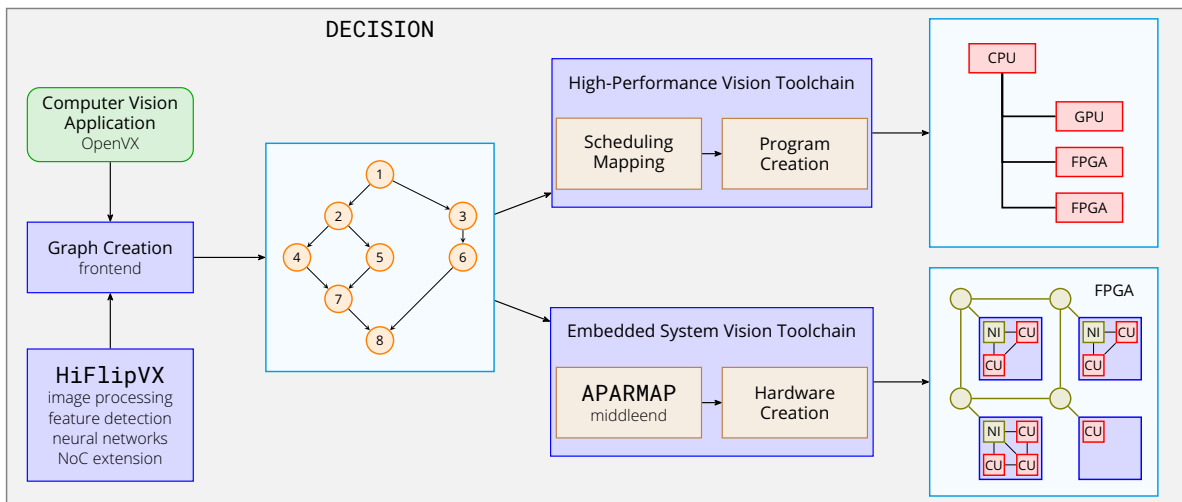 DECISION
Computer Vision
Application
OpenVX
Graph Creation
frontend
HiFlipVX
image processing
feature detection
neural networks
NoC extension
1
2
3
4
5
6
7
8
High-Performance Vision Toolchain
Scheduling
Mapping
Program
Creation
Embedded System Vision Toolchain
APARMAP
middleend
Hardware
Creation
CPU
GPU
FPGA
FPGA
FPGA
NI
CU
CU
NI
CU
CU
NI
CU
CU
CU
CU